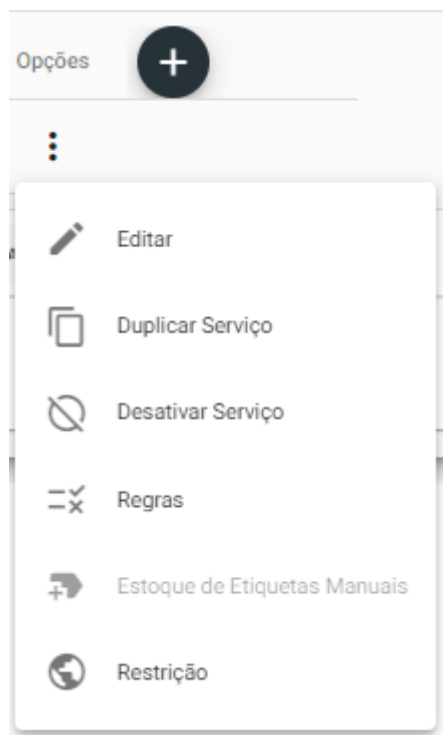 Opções
Editar
Duplicar Serviço
Desativar Serviço
Regras
Estoque de Etiquetas Manuais
Restrição